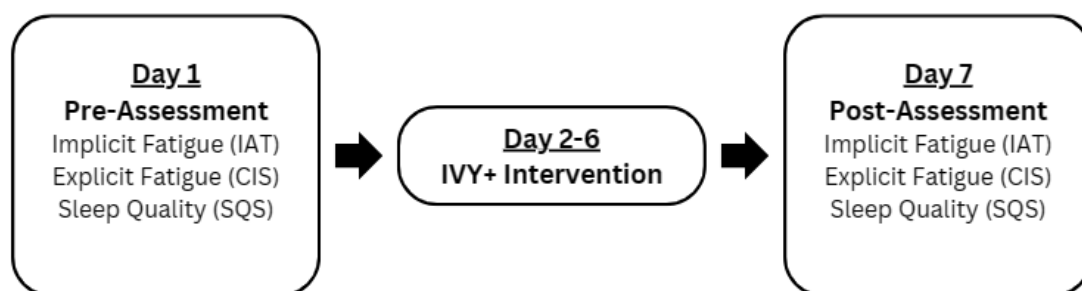 Day 1
Pre-Assessment
Implicit Fatigue (IAT)
Explicit Fatigue (CIS)
Sleep Quality (SQS)
Day 2-6
IVY+ Intervention
Day 7
Post-Assessment
Implicit Fatigue (IAT)
Explicit Fatigue (CIS)
Sleep Quality (SQS)